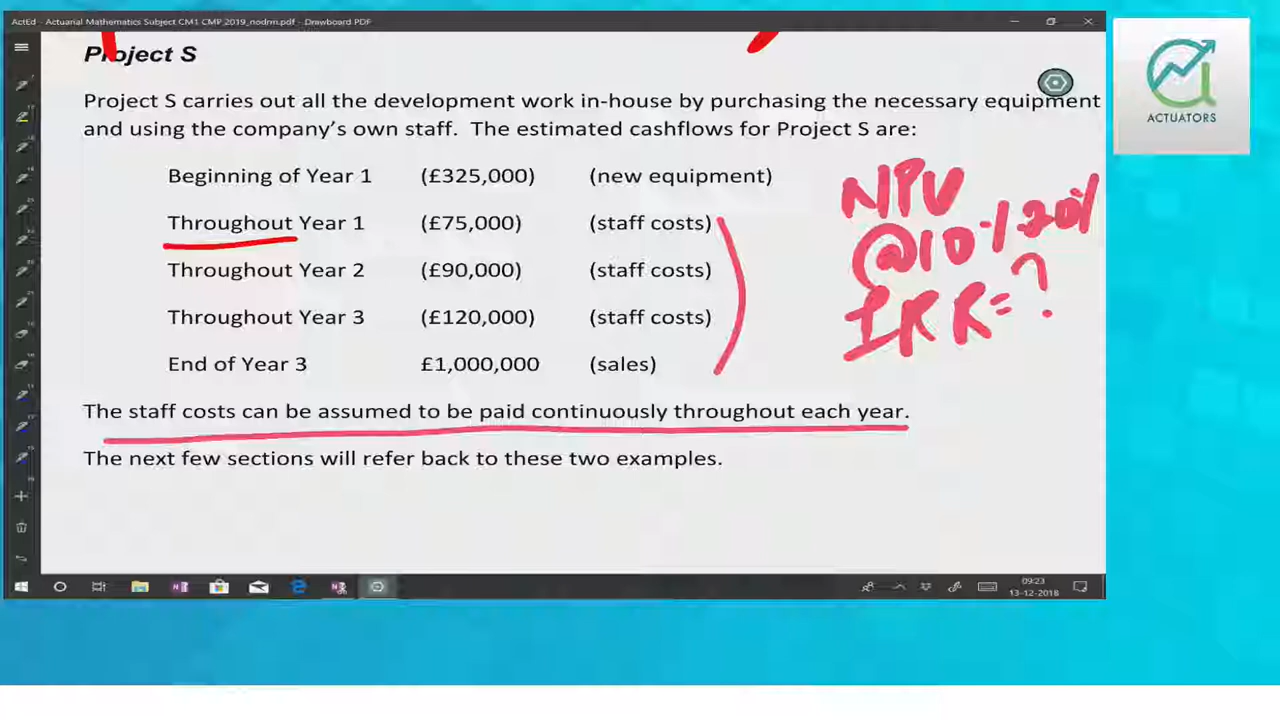 ActEd - Actuarial Mathematics Subject CM1 CMP 2019_nodrm.pdf - Drawboard PDF
Project S
Project S carries out all the development work in-house by purchasing the necessary equipment
and using the company's own staff. The estimated cashflows for Project S are:
Beginning of Year 1 (£325,000) (new equipment)
Throughout Year 1 (£75,000) (staff costs)
Throughout Year 2 (£90,000) (staff costs)
Throughout Year 3 (£120,000) (staff costs)
End of Year 3 £1,000,000 (sales)
The staff costs can be assumed to be paid continuously throughout each year.
The next few sections will refer back to these two examples.
NPV
@10% 20%
IRR = ?
ACTUATORS
09:23
13-12-2018